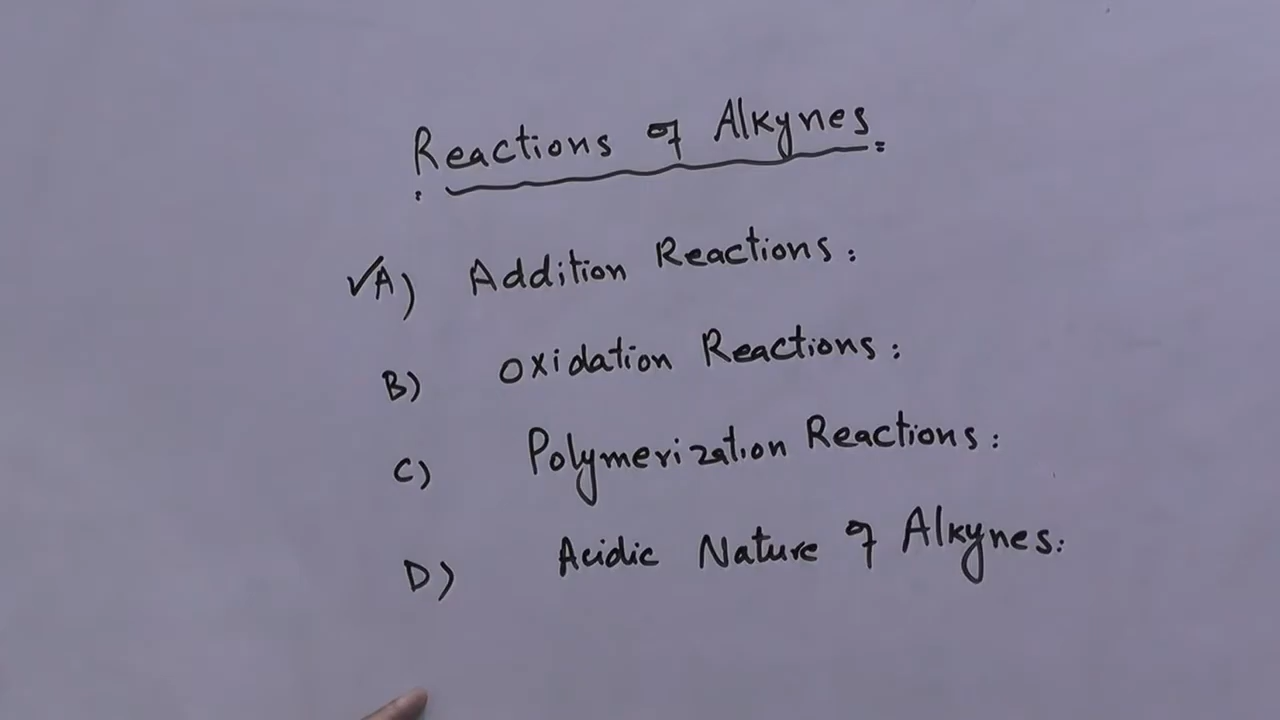 Reactions of Alkynes
✓A) Addition Reactions:
B) Oxidation Reactions:
C) Polymerization Reactions:
D) Acidic Nature of Alkynes: